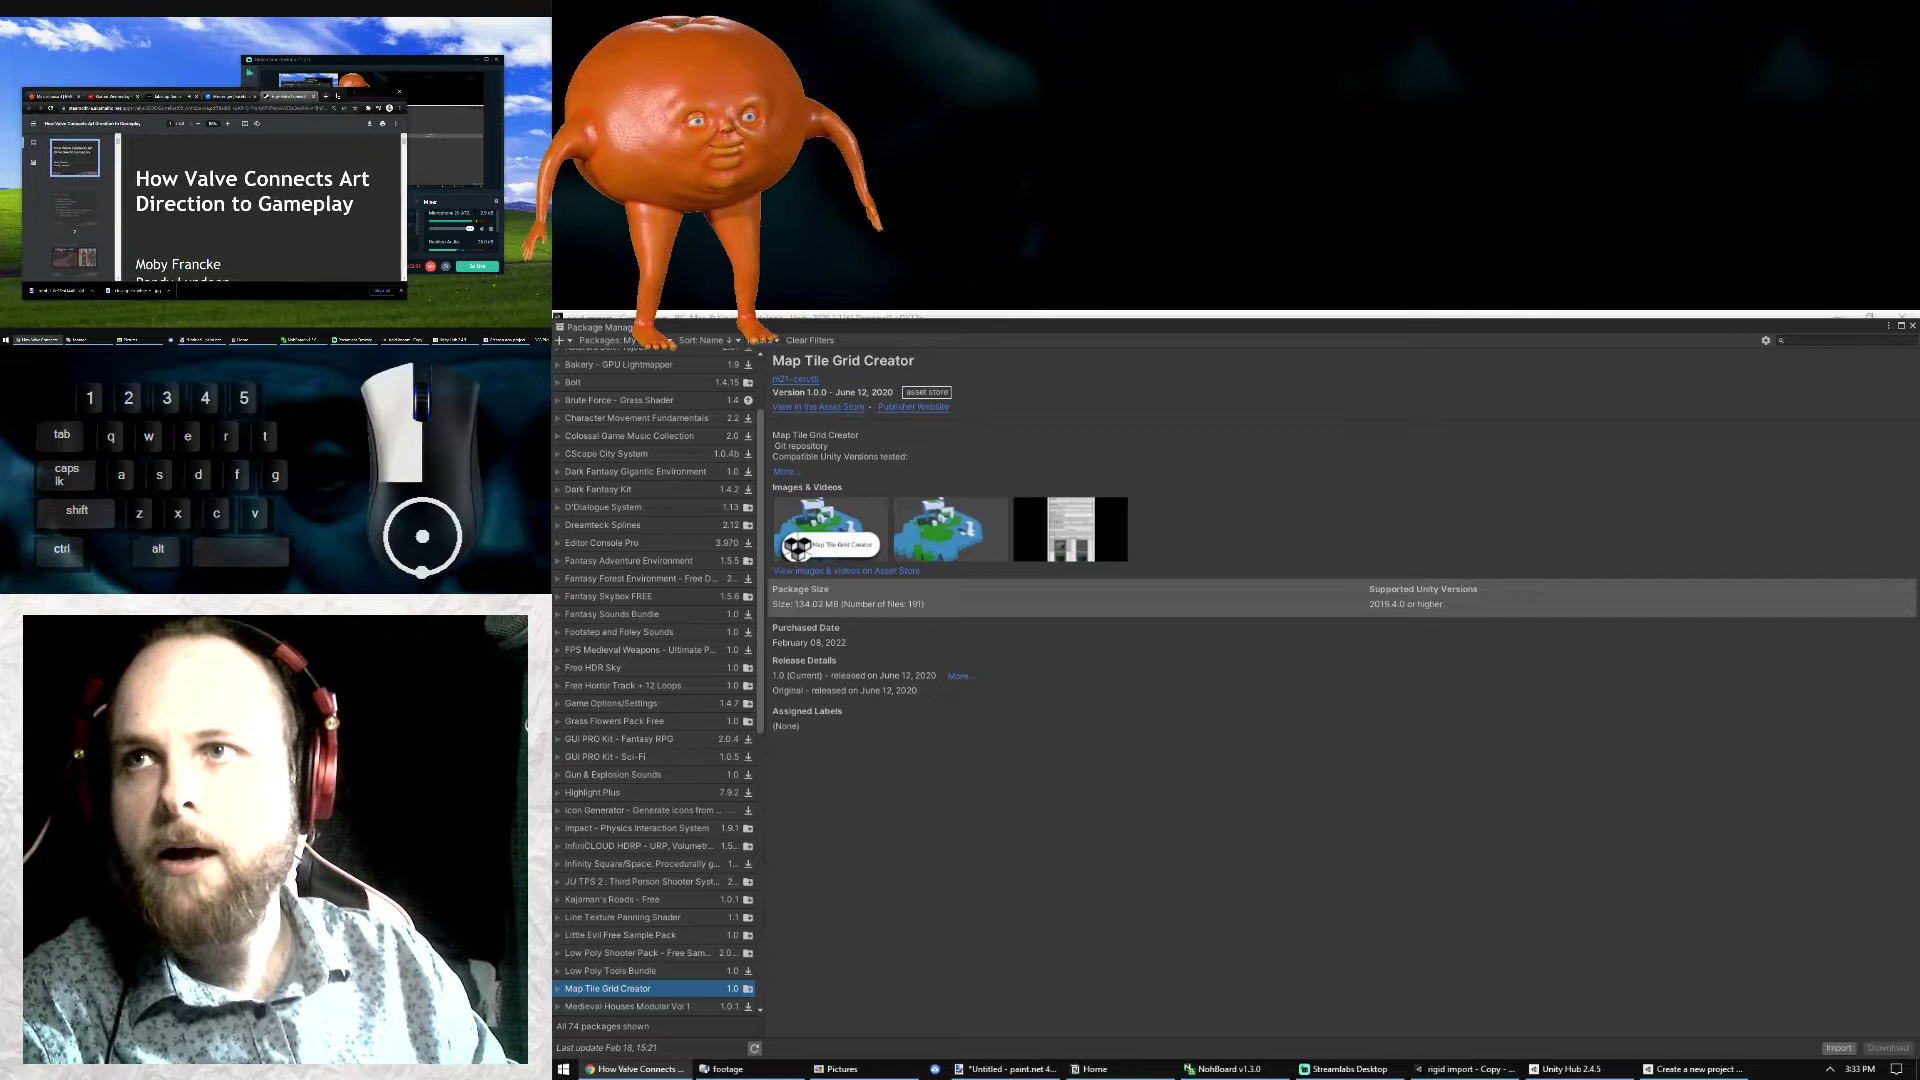 How Valve Connects Art
Direction to Gameplay
Moby Francke
Mixer
Desktop Audio
Go Live
1 2 3 4 5
tab q w e r t
caps lk a s d f g
shift z x c v
ctrl alt
Package Manag
Packages: My
Sort: Name ↓
Clear Filters
Bakery - GPU Lightmapper 1.9
Bolt 1.4.15
Brute Force - Grass Shader 1.4
Character Movement Fundamentals 2.2
Colossal Game Music Collection 2.0
CScape City System 1.0.4b
Dark Fantasy Gigantic Environment 1.0
Dark Fantasy Kit 1.4.2
D'Dialogue System 1.13
Dreamteck Splines 2.12
Editor Console Pro 3.970
Fantasy Adventure Environment 1.5.5
Fantasy Forest Environment - Free D... 2...
Fantasy Skybox FREE 1.5.6
Fantasy Sounds Bundle 1.0
Footstep and Foley Sounds 1.0
FPS Medieval Weapons - Ultimate P... 1.0
Free HDR Sky 1.0
Free Horror Track + 12 Loops 1.0
Game Options/Settings 1.4.7
Grass Flowers Pack Free 1.0
GUI PRO Kit - Fantasy RPG 2.0.4
GUI PRO Kit - Sci-Fi 1.0.5
Gun & Explosion Sounds 1.0
Highlight Plus 7.9.2
Icon Generator - Generate icons from ... ...
Impact - Physics Interaction System 1.9.1
InfiniCLOUD HDRP - URP, Volumetr... 1.5...
Infinity Square/Space. Procedurally g... 1...
JU TPS 2 : Third Person Shooter Syst... 2...
Kajaman's Roads - Free 1.0.1
Line Texture Panning Shader 1.1
Little Evil Free Sample Pack 1.0
Low Poly Shooter Pack - Free Sam... 2.0...
Low Poly Tools Bundle 1.0
Map Tile Grid Creator 1.0
Medieval Houses Modular Vol 1 1.0.1
All 74 packages shown
Last update Feb 18, 15:21
Map Tile Grid Creator
m21-cerutti
Version 1.0.0 - June 12, 2020 asset store
View in the Asset Store • Publisher Website
Map Tile Grid Creator
Git repository
Compatible Unity Versions tested:
More...
Images & Videos
Map Tile Grid Creator
View images & videos on Asset Store
Package Size
Size: 134.02 MB (Number of files: 191)
Supported Unity Versions
2019.4.0 or higher
Purchased Date
February 08, 2022
Release Details
1.0 (Current) - released on June 12, 2020 More...
Original - released on June 12, 2020
Assigned Labels
(None)
Import Download
How Valve Connects ...
footage
Pictures
*Untitled - paint.net 4...
Home
NohBoard v1.3.0
Streamlabs Desktop
rigid import - Copy - ...
Unity Hub 2.4.5
Create a new project ...
3:33 PM